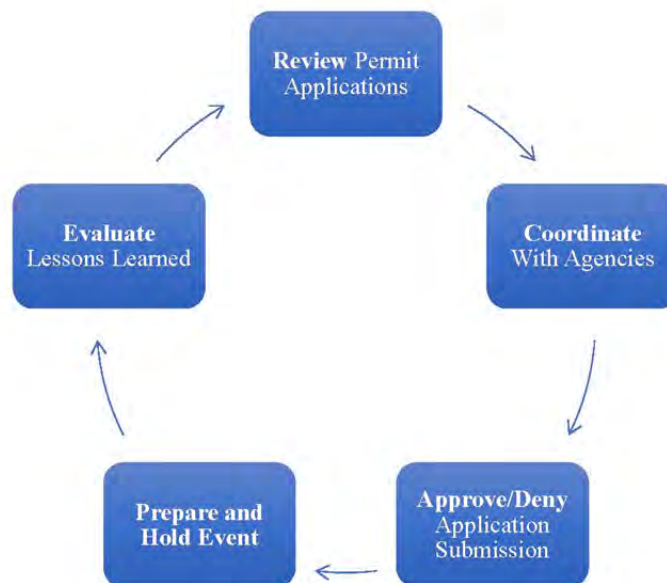 Review Permit
Applications
Coordinate
With Agencies
Approve/Deny
Application
Submission
Prepare and
Hold Event
Evaluate
Lessons Learned